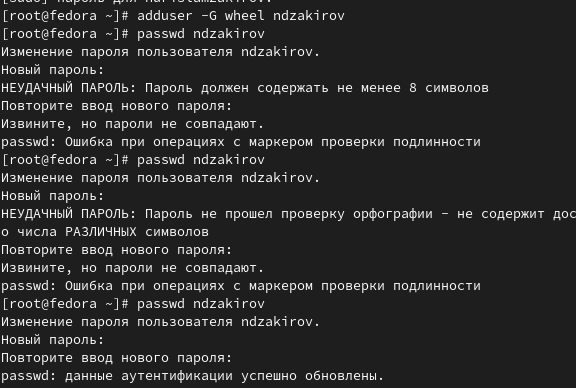 [root@fedora ~]# adduser -G wheel ndzakirov
[root@fedora ~]# passwd ndzakirov
Изменение пароля пользователя ndzakirov.
Новый пароль:
НЕУДАЧНЫЙ ПАРОЛЬ: Пароль должен содержать не менее 8 символов
Повторите ввод нового пароля:
Извините, но пароли не совпадают.
passwd: Ошибка при операциях с маркером проверки подлинности
[root@fedora ~]# passwd ndzakirov
Изменение пароля пользователя ndzakirov.
Новый пароль:
НЕУДАЧНЫЙ ПАРОЛЬ: Пароль не прошел проверку орфографии - не содержит дос
о числа РАЗЛИЧНЫХ символов
Повторите ввод нового пароля:
Извините, но пароли не совпадают.
passwd: Ошибка при операциях с маркером проверки подлинности
[root@fedora ~]# passwd ndzakirov
Изменение пароля пользователя ndzakirov.
Новый пароль:
Повторите ввод нового пароля:
passwd: данные аутентификации успешно обновлены.